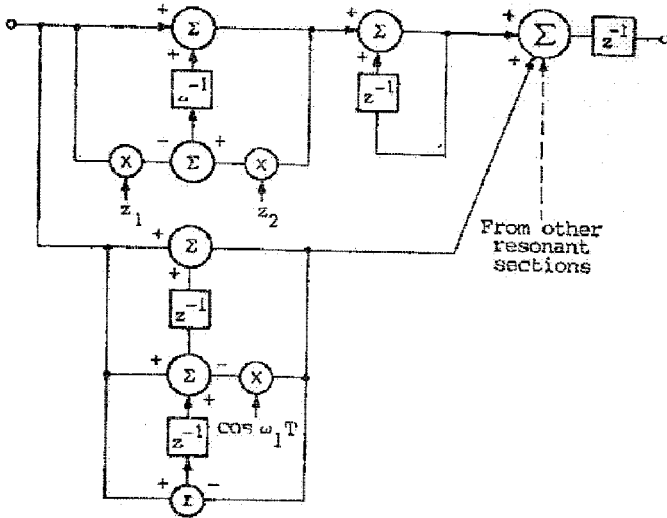 + Σ + Σ + Σ z⁻¹
+ + +
z⁻¹ z⁻¹
X - Σ + X
z₁ z₂
From other
resonant
sections
+ Σ
+
z⁻¹
+ Σ - X
+
z⁻¹ cos ω₁T
+ Σ -